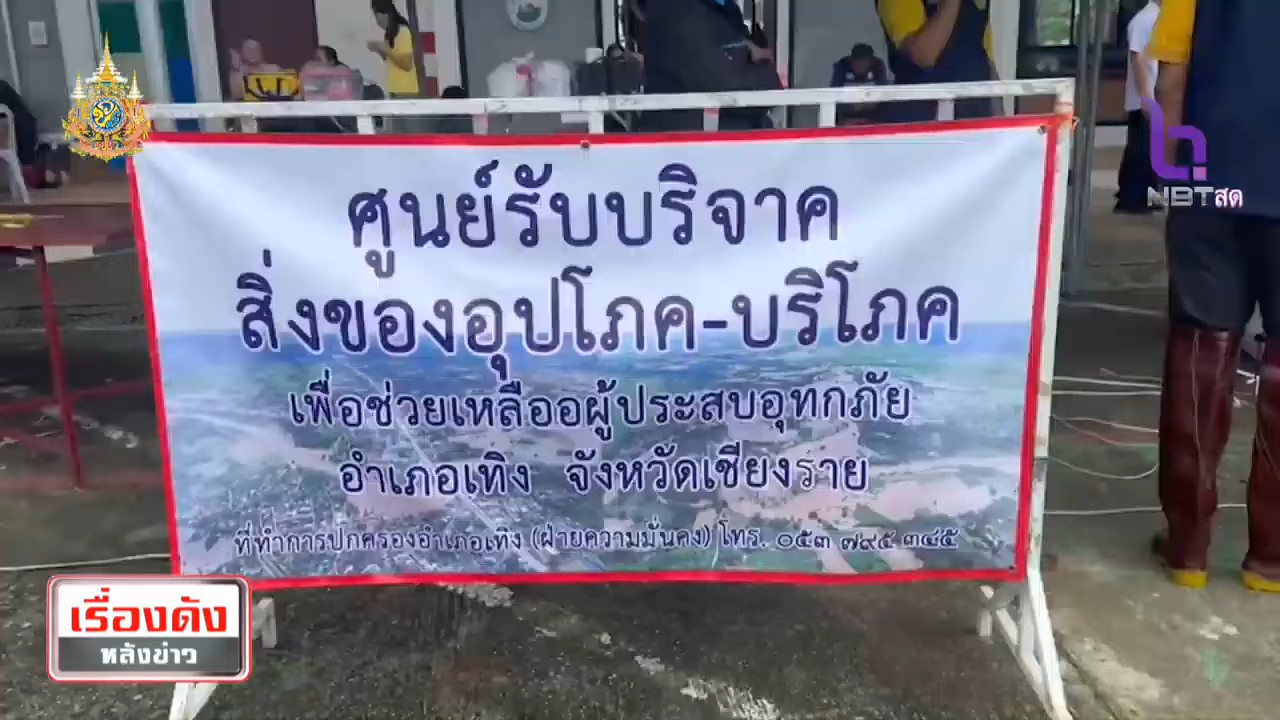 ศูนย์รับบริจาค
สิ่งของอุปโภค-บริโภค
เพื่อช่วยเหลือผู้ประสบอุทกภัย
อำเภอเทิง จังหวัดเชียงราย
ที่ทำการปกครองอำเภอเทิง (ฝ่ายความมั่นคง) โทร. ๐๕๓ ๗๙๕ ๓๔๕
NBTสด
เรื่องดัง
หลังข่าว